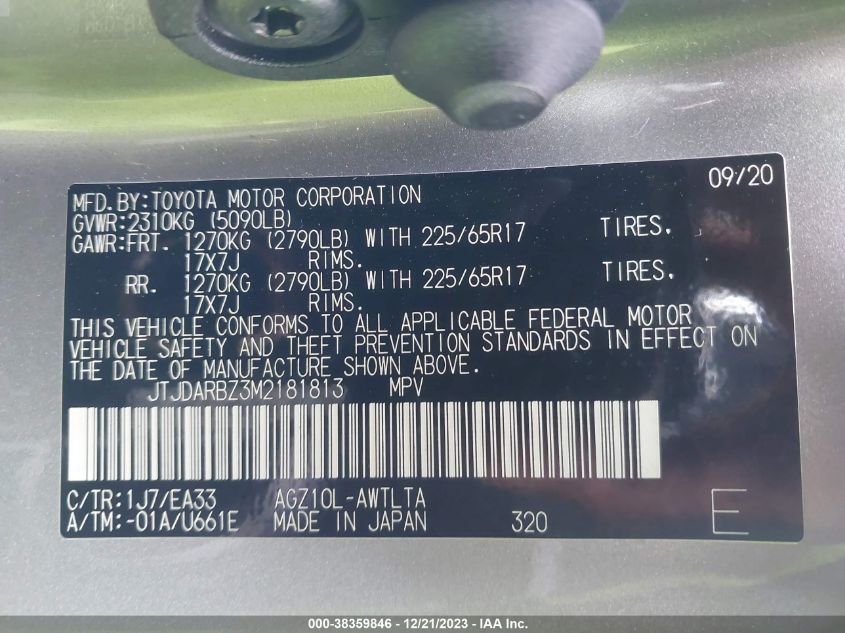 09/20
MFD.BY:TOYOTA MOTOR CORPORATION
GVWR:2310KG (5090LB)
GAWR:FRT. 1270KG (2790LB) WITH 225/65R17 TIRES.
17X7J RIMS.
RR. 1270KG (2790LB) WITH 225/65R17 TIRES.
17X7J RIMS.
THIS VEHICLE CONFORMS TO ALL APPLICABLE FEDERAL MOTOR
VEHICLE SAFETY AND THEFT PREVENTION STANDARDS IN EFFECT ON
THE DATE OF MANUFACTURE SHOWN ABOVE.
JTJDARBZ3M2181813 MPV
C/TR:1J7/EA33 AGZ10L-AWTLTA
A/TM:-01A/U661E MADE IN JAPAN 320 E
000-38359846 - 12/21/2023 - IAA Inc.